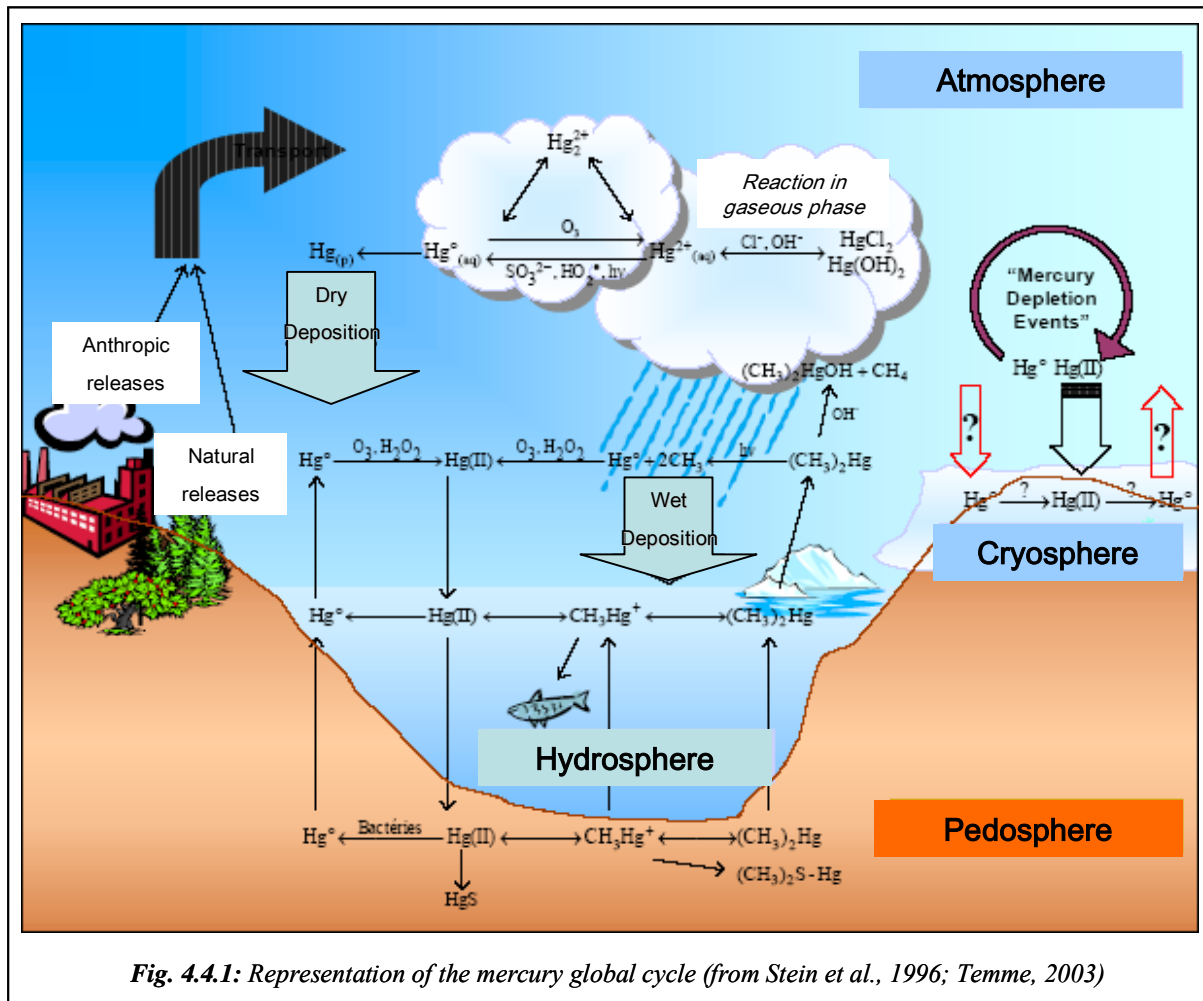 Atmosphere
Transport
Hg₂²⁺
Reaction in
gaseous phase
O₃
Hg₍ₚ₎ Hg°₍ₐq₎ Hg²⁺₍ₐq₎ Cl⁻, OH⁻ HgCl₂
SO₃²⁻, HO₂•, hν Hg(OH)₂
"Mercury
Depletion
Events"
Hg° Hg(II)
Dry
Deposition
Anthropic
releases
Natural
releases
(CH₃)₂HgOH + CH₄
OH⁻
? ?
Hg° O₃, H₂O₂ Hg(II) O₃, H₂O₂ Hg° + 2CH₃ hν (CH₃)₂Hg
Wet
Deposition
Hg° ? Hg(II) ? Hg°
Cryosphere
Hg° Hg(II) CH₃Hg⁺ (CH₃)₂Hg
Hydrosphere
Pedosphere
Hg° Bactéries Hg(II) CH₃Hg⁺ (CH₃)₂Hg
(CH₃)₂S-Hg
HgS
Fig. 4.4.1: Representation of the mercury global cycle (from Stein et al., 1996; Temme, 2003)